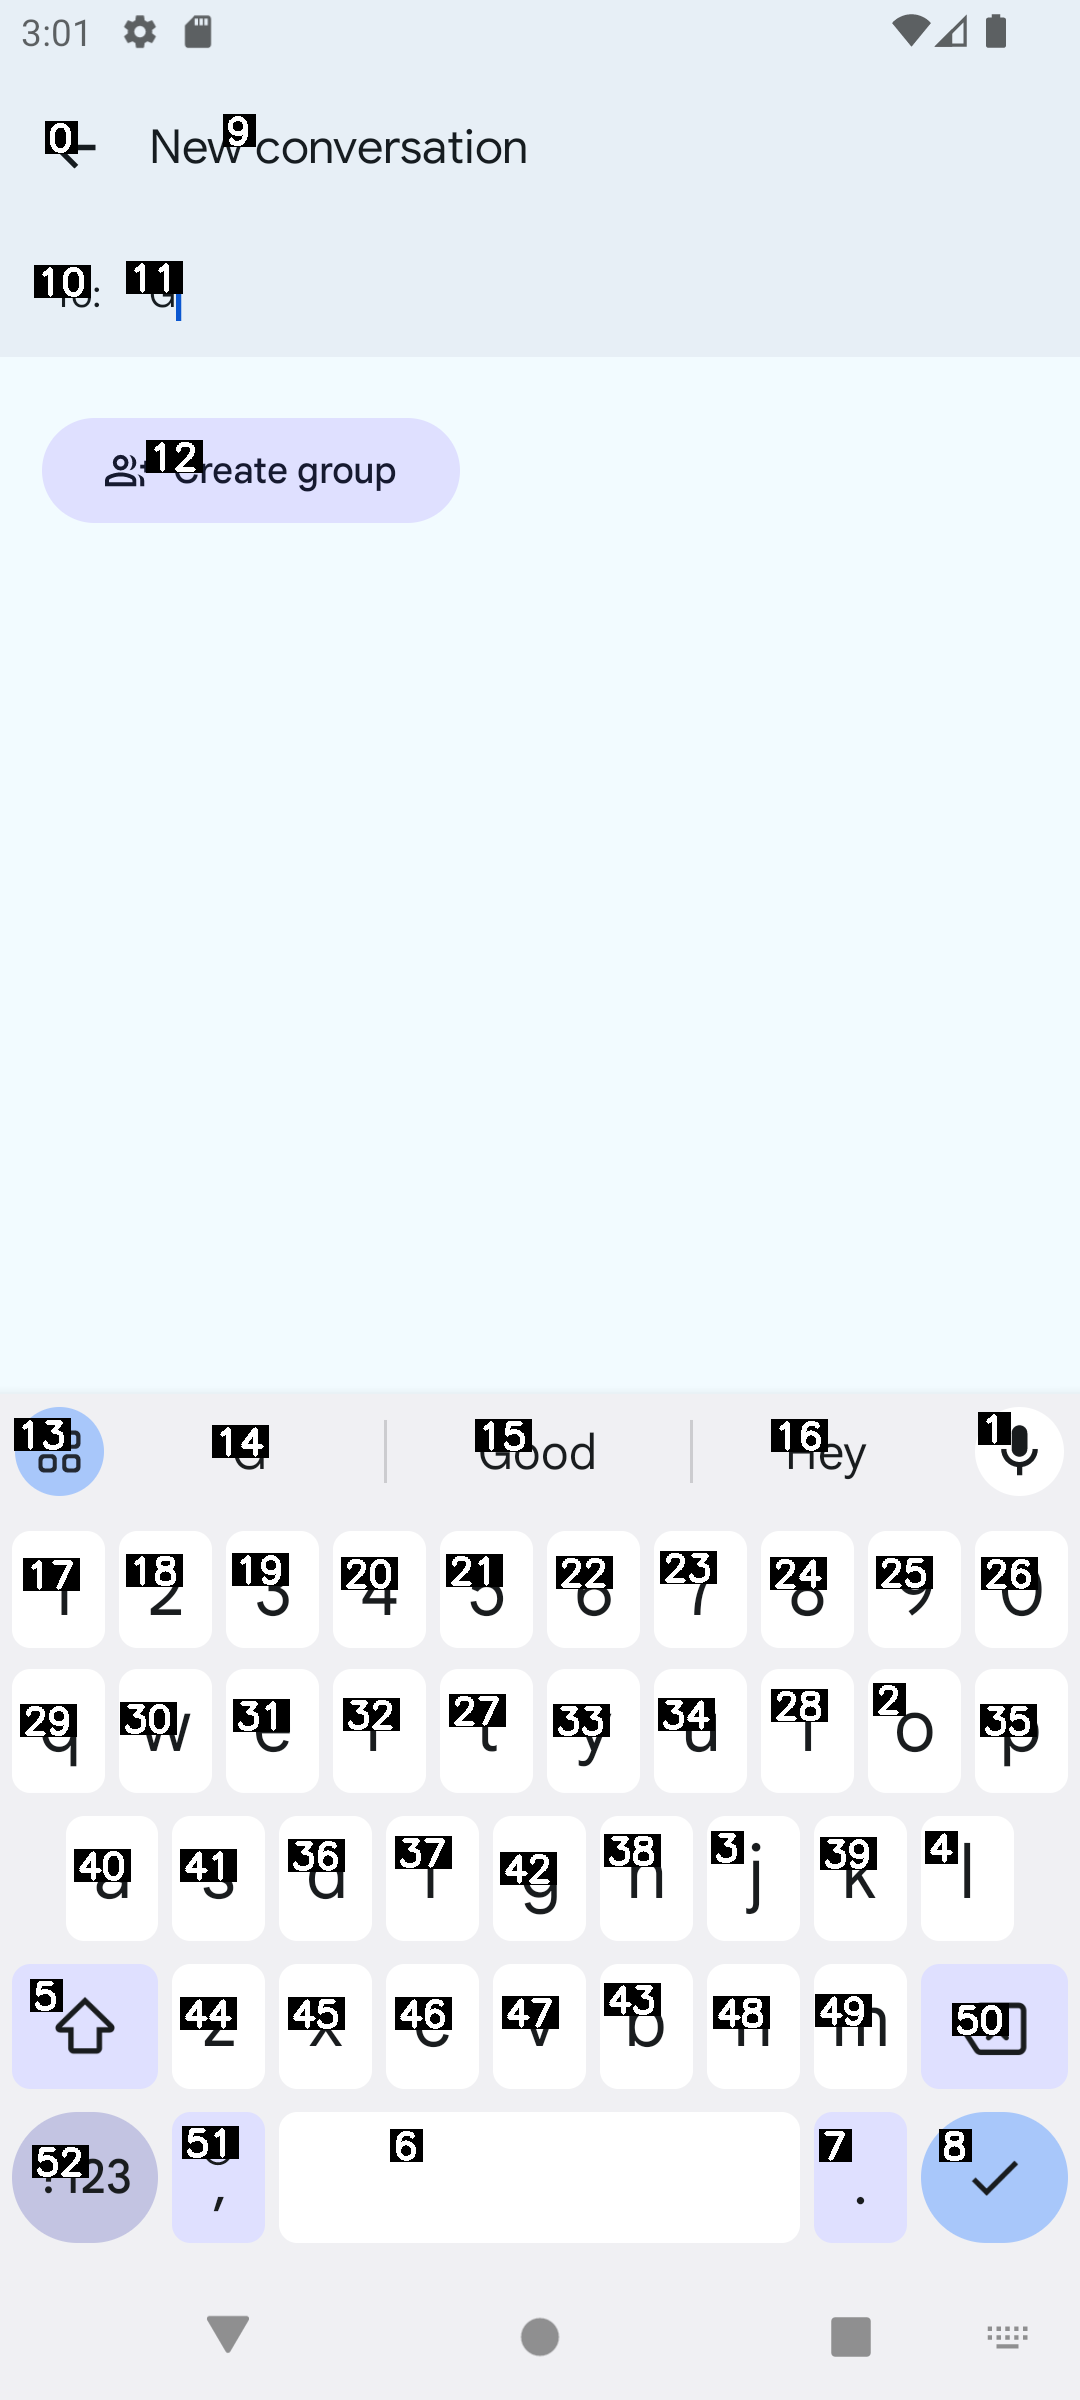 3:01
0
New conversation
9
10
11
G
12
Create group
13
14
15
Good
16
Hey
1
17 18 19 20 21 22 23 24 25 26
1 2 3 4 5 6 7 8 9 0
29 30 31 32 27 33 34 28 2 35
q w e r t y u i o p
40 41 36 37 42 38 3 39 4
a s d f g h j k l
5 44 45 46 47 43 48 49 50
z x c v b n m
52 51 6 7 8
?123 , .